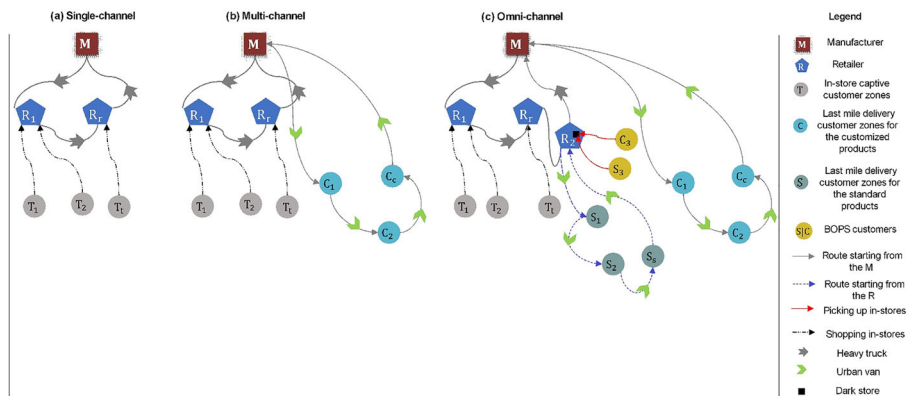 (a) Single-channel
(b) Multi-channel
(c) Omni-channel
M
R1
Rr
T1
T2
Tt
M
R1
Rr
T1
T2
Tt
C1
C2
Cc
M
R1
Rr
R2
C3
S3
T1
T2
Tt
S1
S2
Ss
C1
C2
Cc
Legend
M
Manufacturer
R
Retailer
T
In-store captive
customer zones
C
Last mile delivery
customer zones for
the customized
products
S
Last mile delivery
customer zones for
the standard
products
S|C
BOPS customers
Route starting from
the M
Route starting from
the R
Picking up in-stores
Shopping in-stores
Heavy truck
Urban van
Dark store